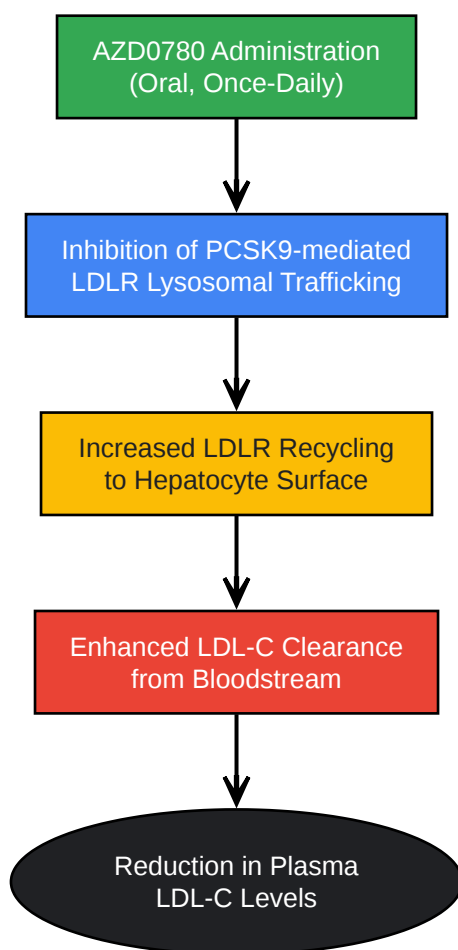 AZD0780 Administration
(Oral, Once-Daily)
Inhibition of PCSK9-mediated
LDLR Lysosomal Trafficking
Increased LDLR Recycling
to Hepatocyte Surface
Enhanced LDL-C Clearance
from Bloodstream
Reduction in Plasma
LDL-C Levels